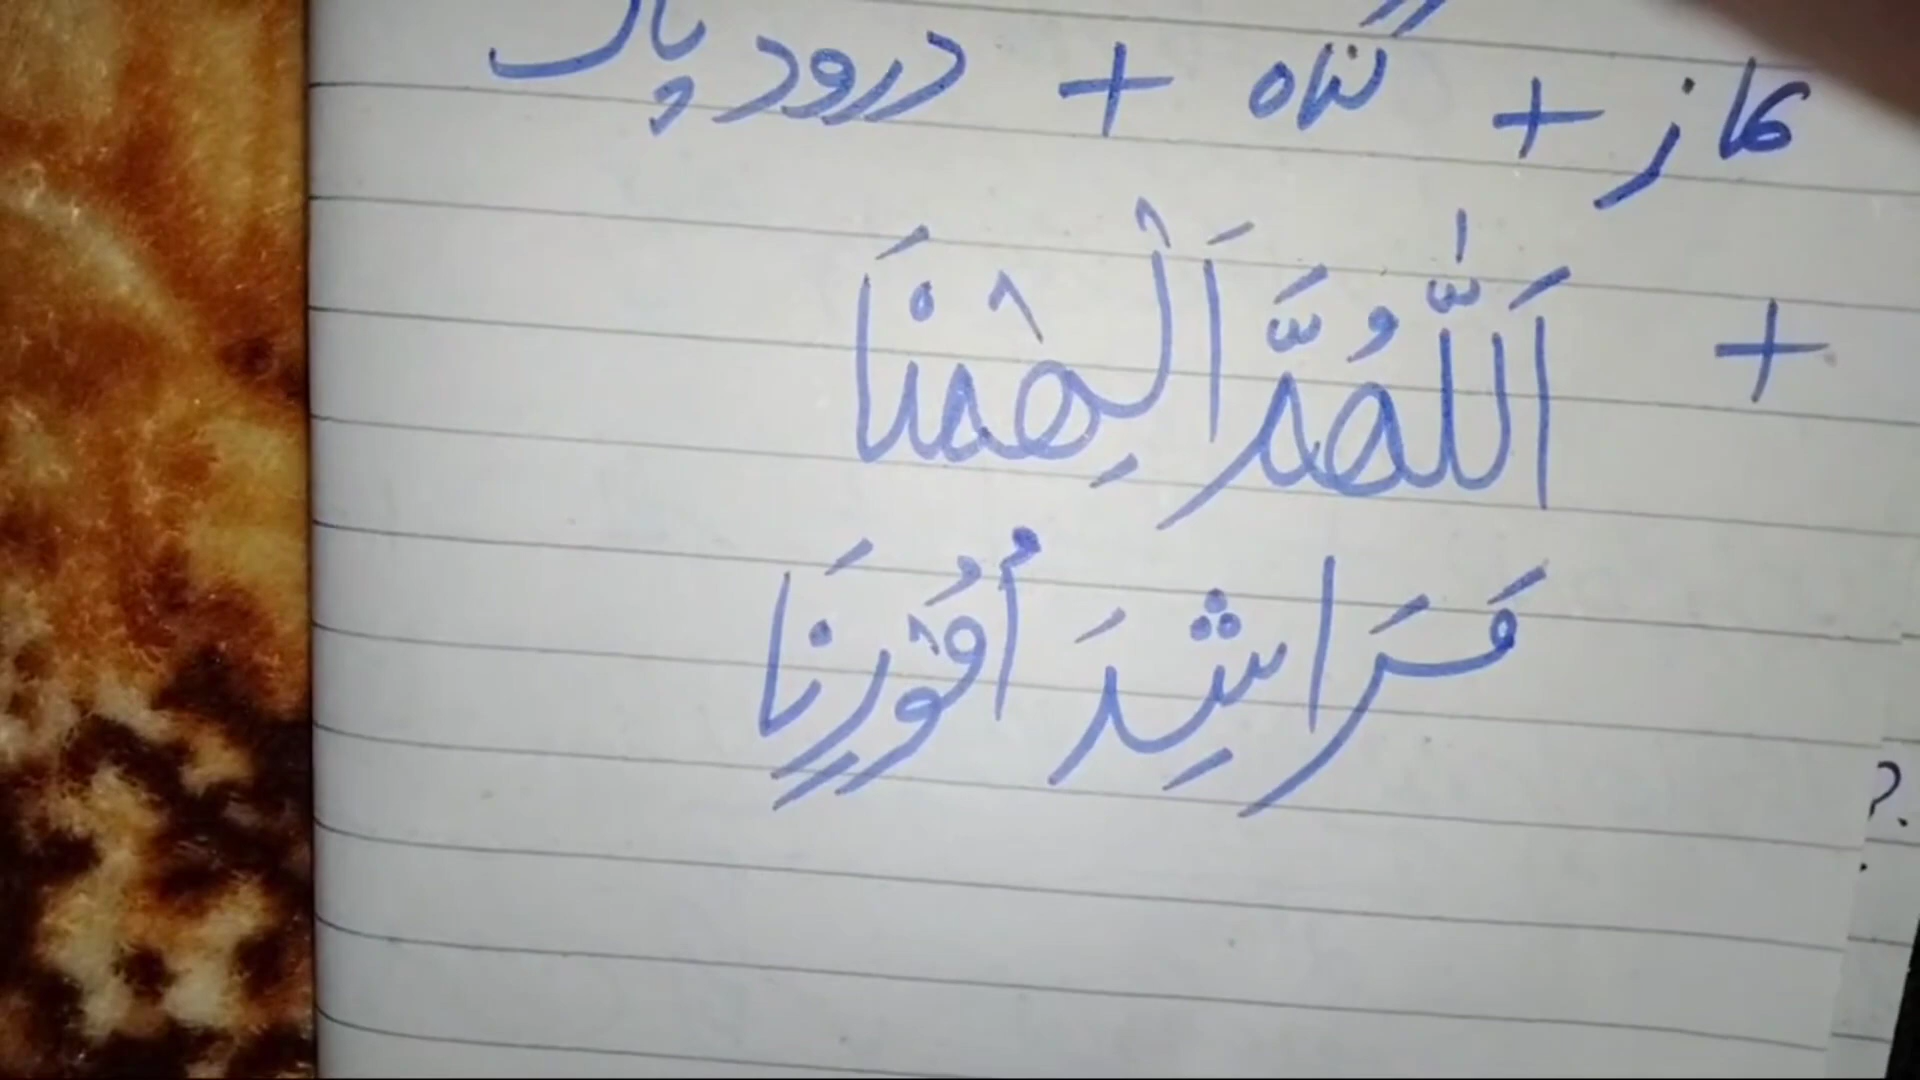 نماز + گناہ + درود پاک
+ اَللّٰهُمَّ اَلْهِمْنَا
مَرَاشِدَ أُمُوْرِنَا
?